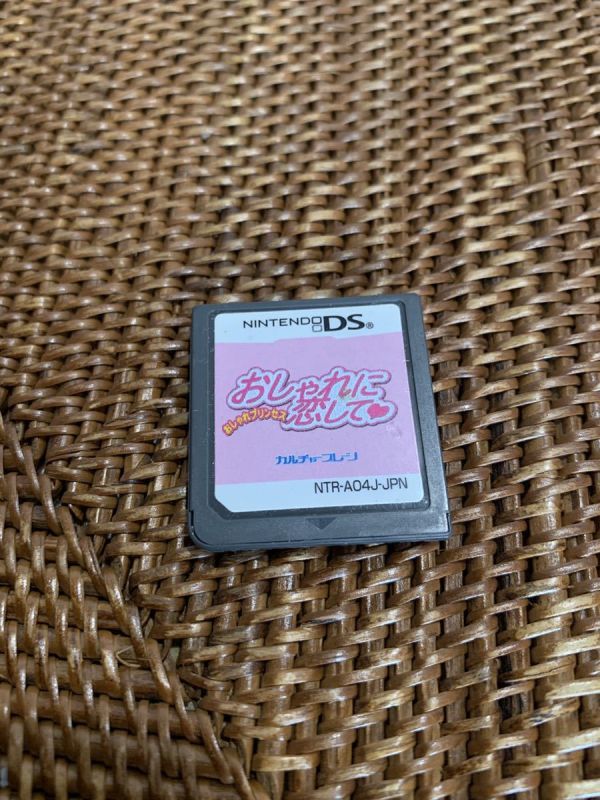 NINTENDO DS®
おしゃれに
恋して
おしゃれプリンセス
カルチャーブレーン
NTR-A04J-JPN